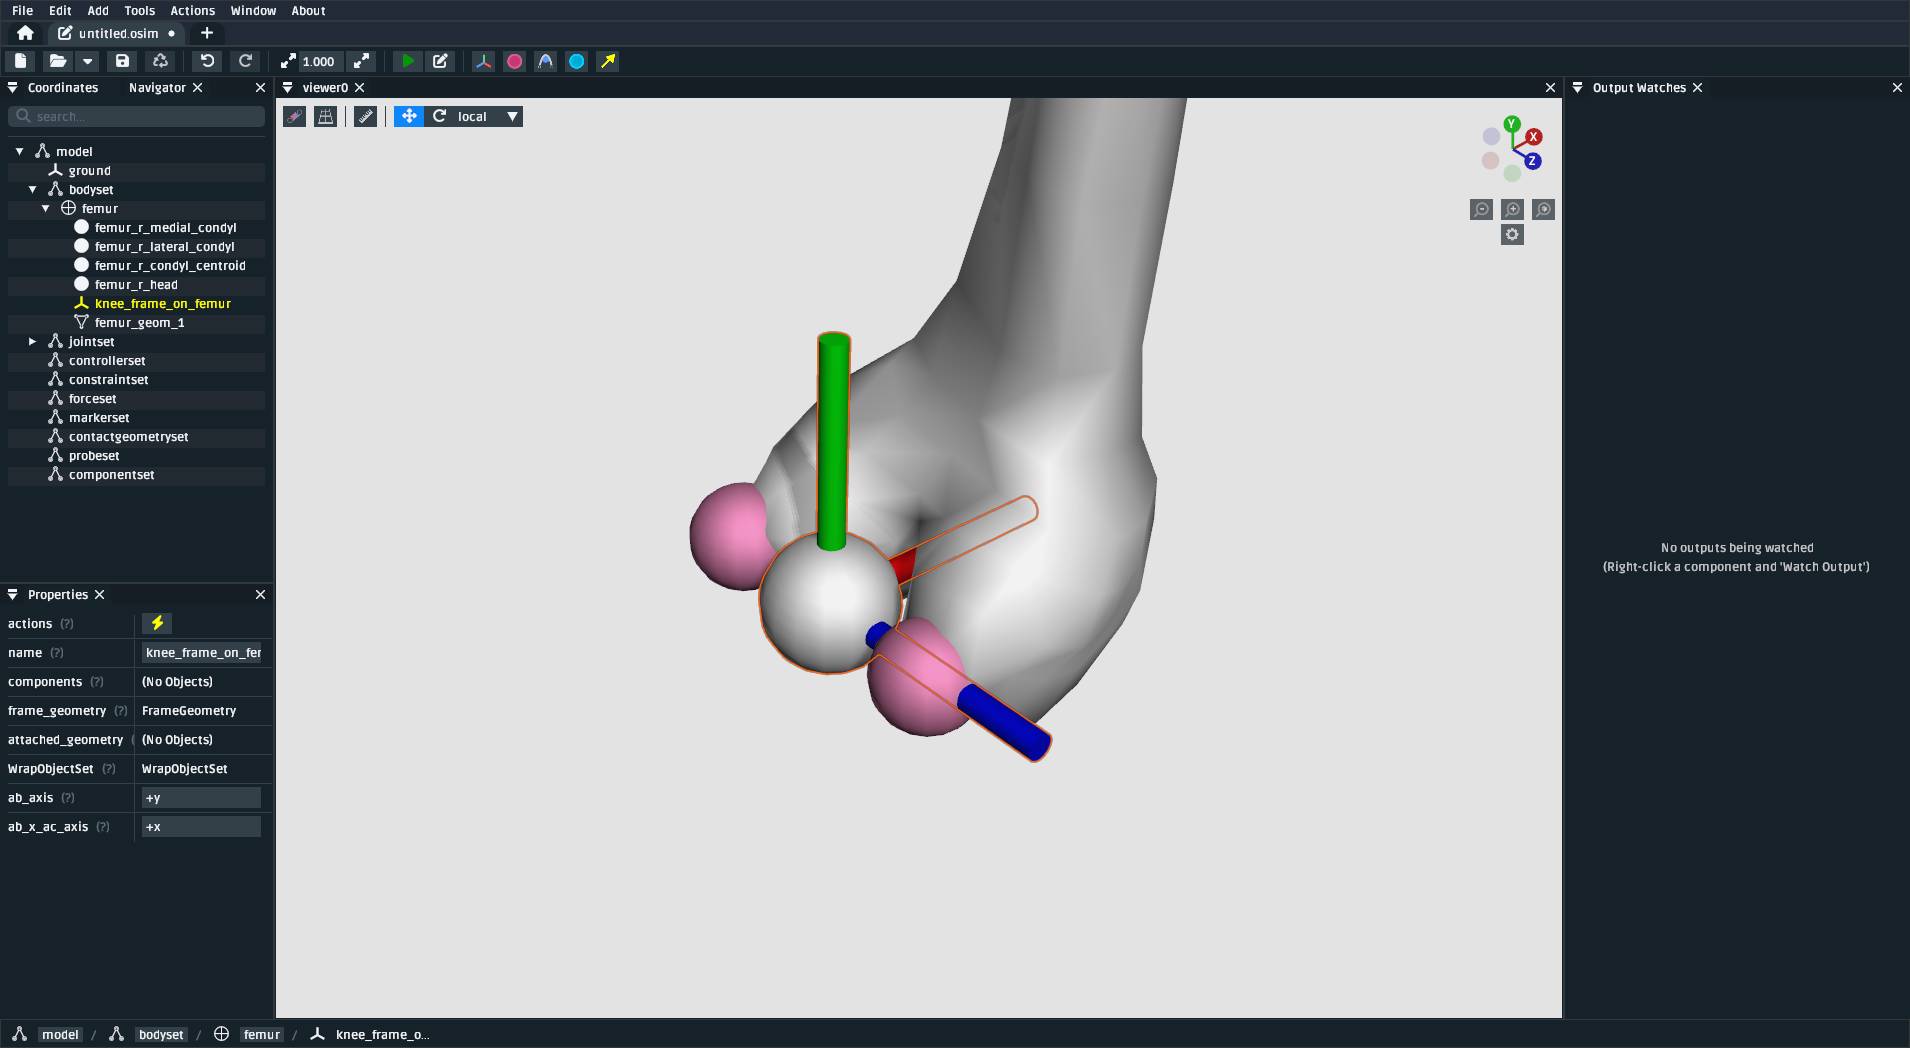 File Edit Add Tools Actions Window About
untitled.osim
1.000
Coordinates Navigator
viewer0
Output Watches
search...
local
Y
X
Z
model
ground
bodyset
femur
femur_r_medial_condyl
femur_r_lateral_condyl
femur_r_condyl_centroid
femur_r_head
knee_frame_on_femur
femur_geom_1
jointset
controllerset
constraintset
forceset
markerset
contactgeometryset
probeset
componentset
No outputs being watched
(Right-click a component and 'Watch Output')
Properties
actions (?)
name (?) knee_frame_on_fer
components (?) (No Objects)
frame_geometry (?) FrameGeometry
attached_geometry ( (No Objects)
WrapObjectSet (?) WrapObjectSet
ab_axis (?) +y
ab_x_ac_axis (?) +x
model / bodyset / femur / knee_frame_o...